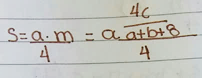 S = a·m/4 = a (4c/(a+b+8))/4